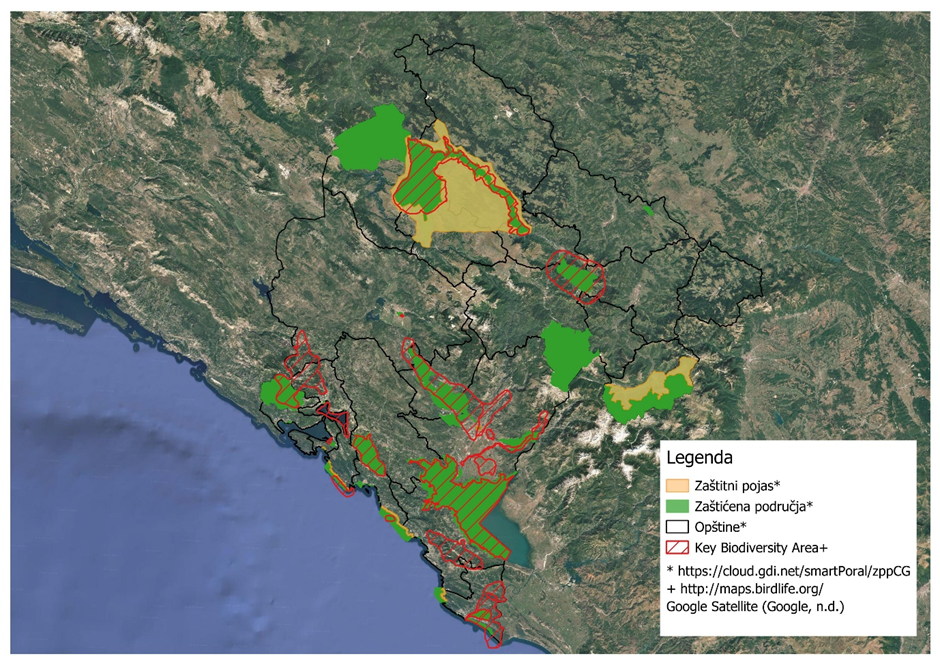 Legenda
Zaštitni pojas*
Zaštićena područja*
Opštine*
Key Biodiversity Area+
* https://cloud.gdi.net/smartPoral/zppCG
+ http://maps.birdlife.org/
Google Satellite (Google, n.d.)